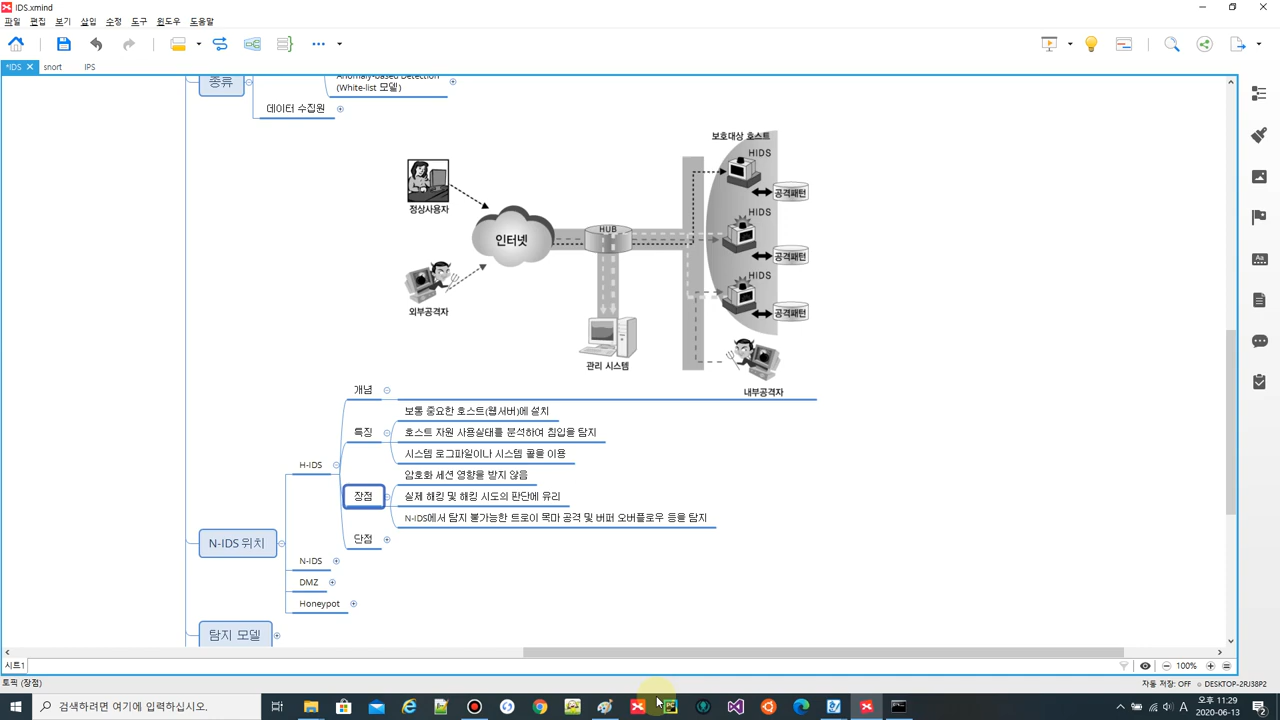 IDS.xmind
파일 편집 보기 삽입 수정 도구 윈도우 도움말
*IDS
snort
IPS
종류
Anomaly-based Detection
(White-list 모델)
데이터 수집원
보호대상 호스트
HIDS
공격패턴
정상사용자
HIDS
HUB
인터넷
공격패턴
HIDS
외부공격자
공격패턴
관리 시스템
내부공격자
개념
보통 중요한 호스트(웹서버)에 설치
특징
호스트 자원 사용실태를 분석하여 침입을 탐지
시스템 로그파일이나 시스템 콜을 이용
H-IDS
암호화 세션 영향을 받지 않음
장점
실제 해킹 및 해킹 시도의 판단에 유리
N-IDS에서 탐지 불가능한 트로이 목마 공격 및 버퍼 오버플로우 등을 탐지
단점
N-IDS 위치
N-IDS
DMZ
Honeypot
탐지 모델
시트1
100%
토픽 (장점)
자동 저장: OFF
DESKTOP-2RJ38P2
검색하려면 여기에 입력하십시오.
A
오후 11:29
2020-06-13
2